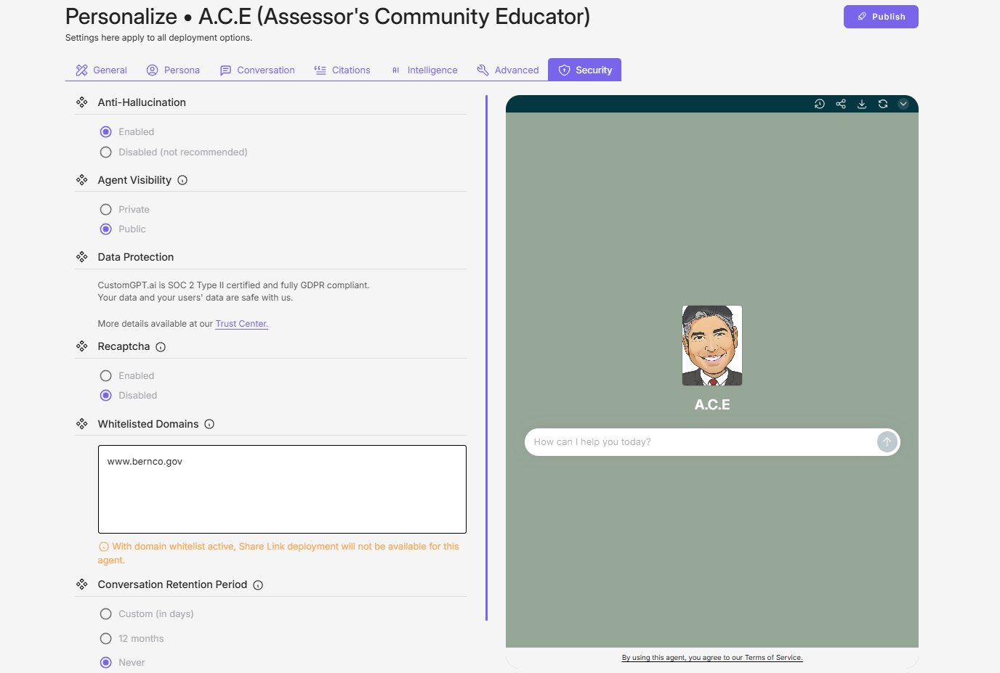 Personalize • A.C.E (Assessor's Community Educator)
Publish
Settings here apply to all deployment options.
General
Persona
Conversation
Citations
AI Intelligence
Advanced
Security
Anti-Hallucination
Enabled
Disabled (not recommended)
Agent Visibility
Private
Public
Data Protection
CustomGPT.ai is SOC 2 Type II certified and fully GDPR compliant.
Your data and your users' data are safe with us.
More details available at our Trust Center.
Recaptcha
Enabled
Disabled
Whitelisted Domains
www.bernco.gov
With domain whitelist active, Share Link deployment will not be available for this
agent.
Conversation Retention Period
Custom (in days)
12 months
Never
A.C.E
How can I help you today?
By using this agent, you agree to our Terms of Service.